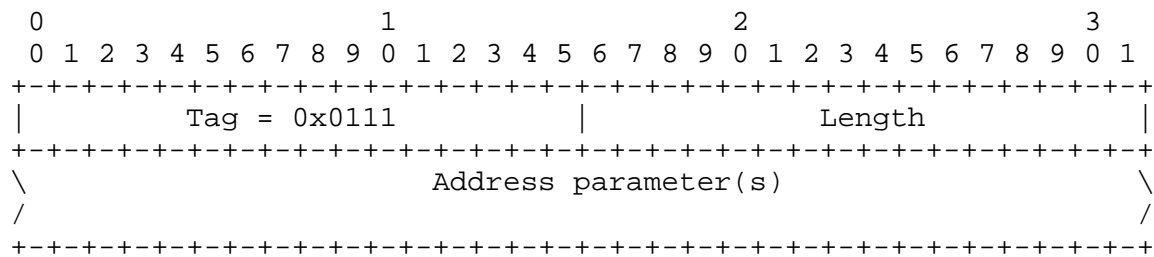 0                   1                   2                   3
 0 1 2 3 4 5 6 7 8 9 0 1 2 3 4 5 6 7 8 9 0 1 2 3 4 5 6 7 8 9 0 1
+-+-+-+-+-+-+-+-+-+-+-+-+-+-+-+-+-+-+-+-+-+-+-+-+-+-+-+-+-+-+-+-+
|         Tag = 0x0111          |             Length            |
+-+-+-+-+-+-+-+-+-+-+-+-+-+-+-+-+-+-+-+-+-+-+-+-+-+-+-+-+-+-+-+-+
\                       Address parameter(s)                    \
/                                                               /
+-+-+-+-+-+-+-+-+-+-+-+-+-+-+-+-+-+-+-+-+-+-+-+-+-+-+-+-+-+-+-+-+